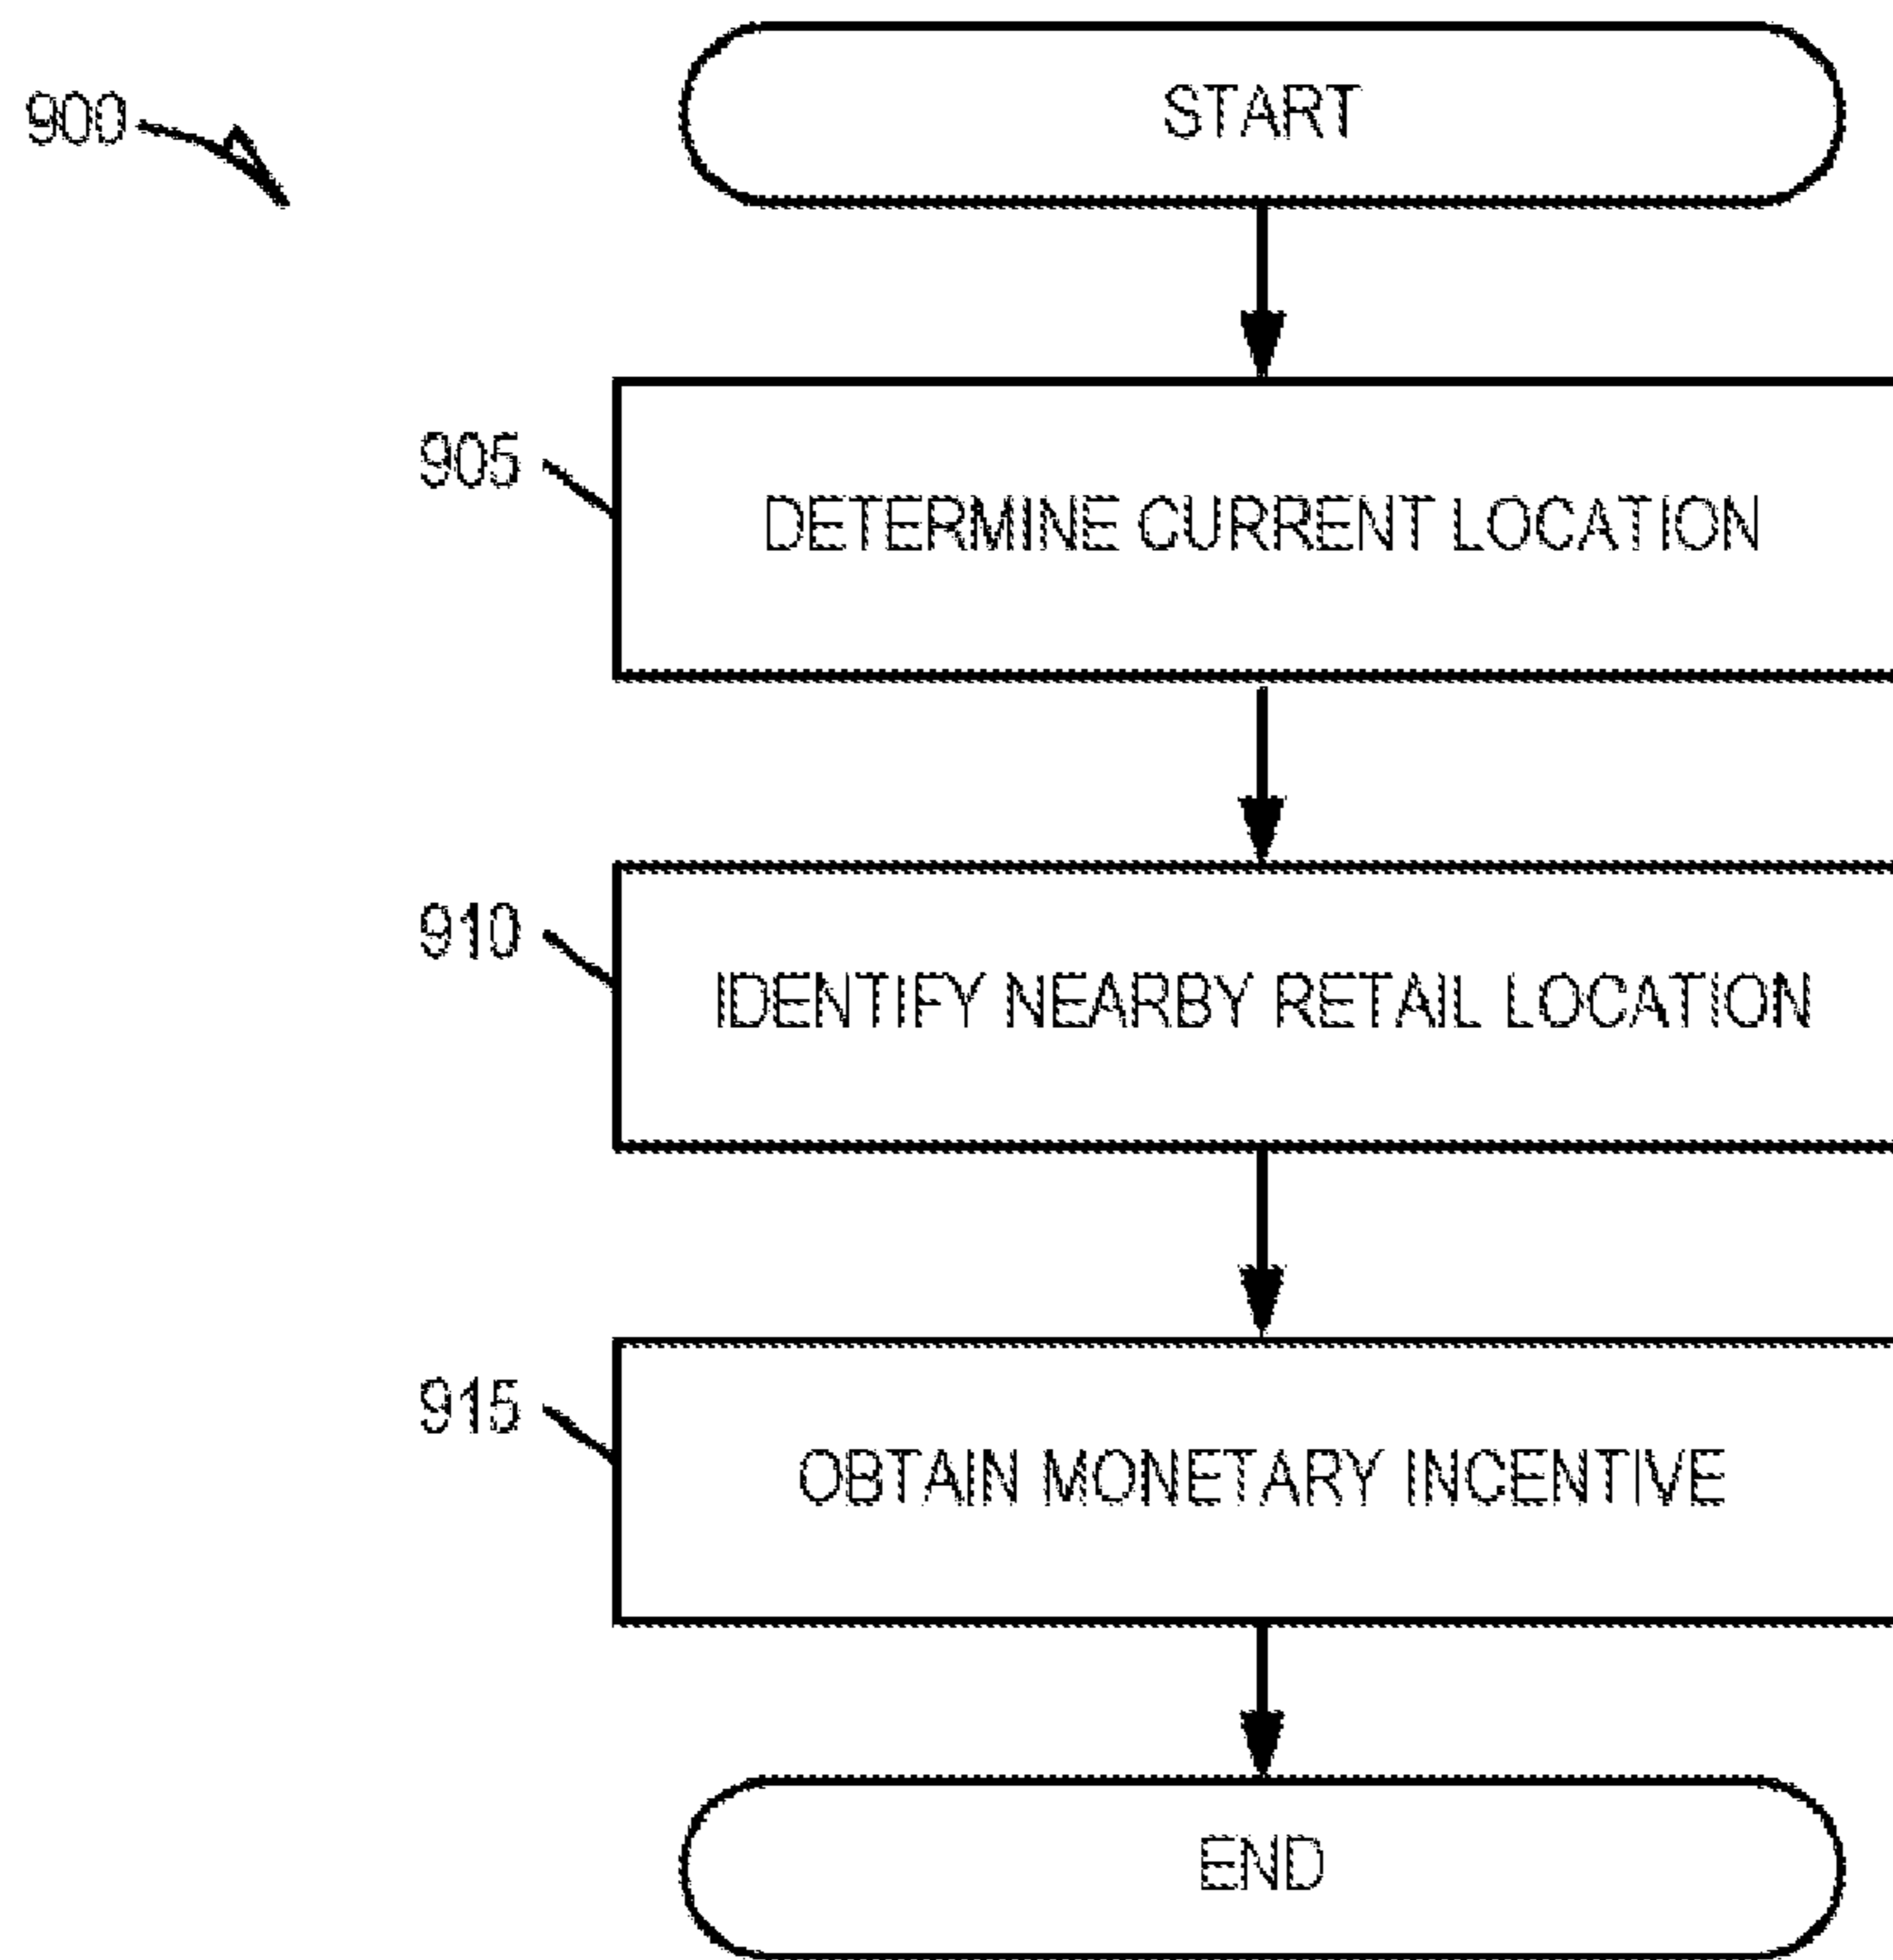 900
START
905
DETERMINE CURRENT LOCATION
910
IDENTIFY NEARBY RETAIL LOCATION
915
OBTAIN MONETARY INCENTIVE
END